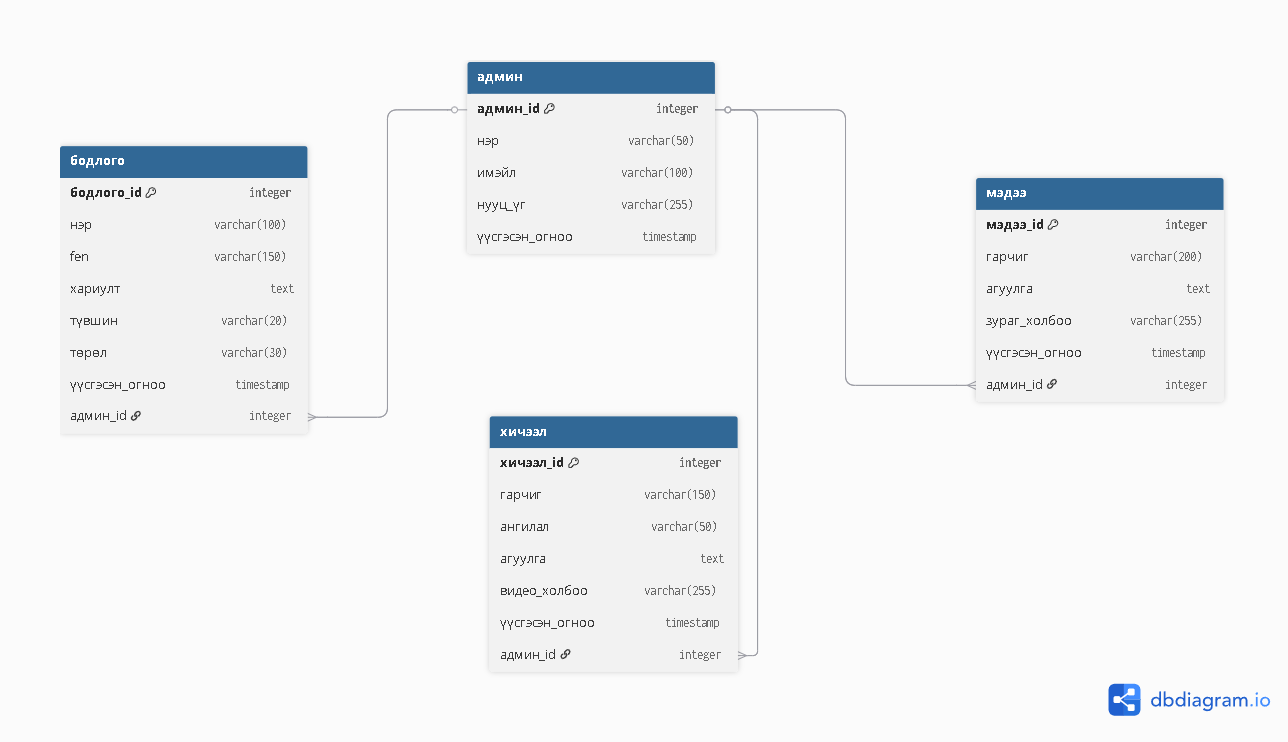 админ
админ_id integer
нэр varchar(50)
имэйл varchar(100)
нууц_үг varchar(255)
үүсгэсэн_огноо timestamp
бодлого
бодлого_id integer
нэр varchar(100)
fen varchar(150)
хариулт text
түвшин varchar(20)
төрөл varchar(30)
үүсгэсэн_огноо timestamp
админ_id integer
мэдээ
мэдээ_id integer
гарчиг varchar(200)
агуулга text
зураг_холбоо varchar(255)
үүсгэсэн_огноо timestamp
админ_id integer
хичээл
хичээл_id integer
гарчиг varchar(150)
ангилал varchar(50)
агуулга text
видео_холбоо varchar(255)
үүсгэсэн_огноо timestamp
админ_id integer
dbdiagram.io